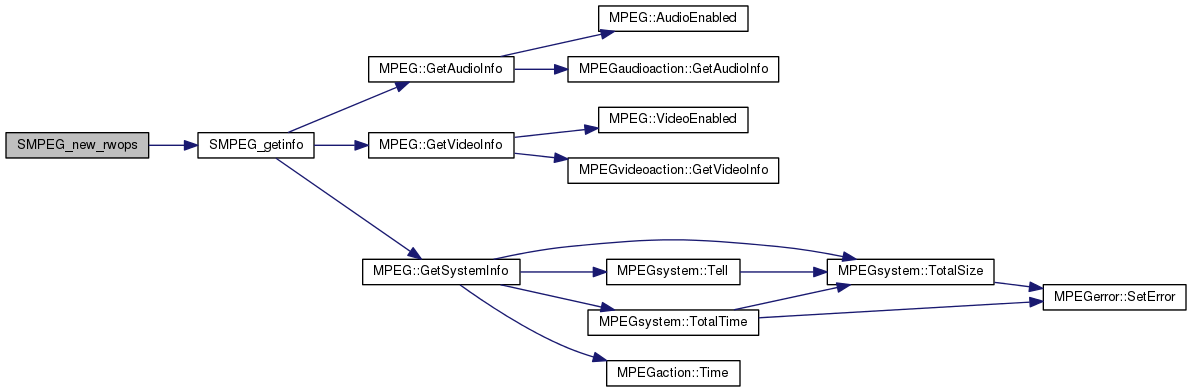 SMPEG_new_rwops
SMPEG_getinfo
MPEG::GetAudioInfo
MPEG::AudioEnabled
MPEGaudioaction::GetAudioInfo
MPEG::GetVideoInfo
MPEG::VideoEnabled
MPEGvideoaction::GetVideoInfo
MPEG::GetSystemInfo
MPEGsystem::Tell
MPEGsystem::TotalSize
MPEGsystem::TotalTime
MPEGerror::SetError
MPEGaction::Time